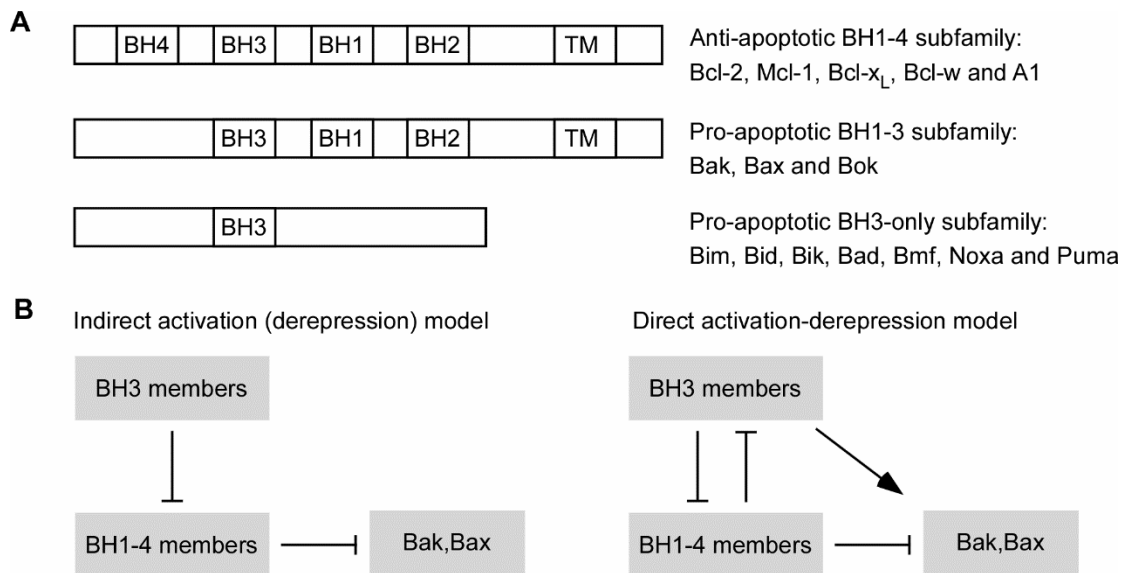 A
BH4 BH3 BH1 BH2 TM
Anti-apoptotic BH1-4 subfamily:
Bcl-2, Mcl-1, Bcl-x_L, Bcl-w and A1
BH3 BH1 BH2 TM
Pro-apoptotic BH1-3 subfamily:
Bak, Bax and Bok
BH3
Pro-apoptotic BH3-only subfamily:
Bim, Bid, Bik, Bad, Bmf, Noxa and Puma
B
Indirect activation (derepression) model
BH3 members
BH1-4 members
Bak,Bax
Direct activation-derepression model
BH3 members
BH1-4 members
Bak,Bax